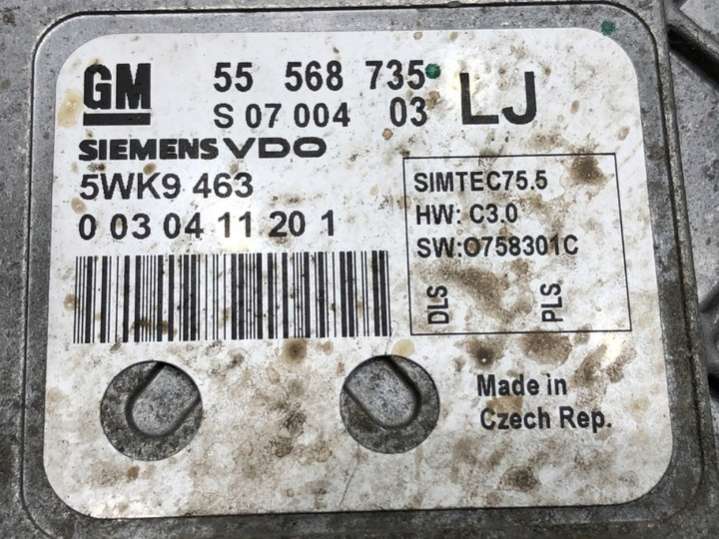 GM 55 568 735 LJ
S 07 004 03
SIEMENS VDO
5WK9 463
0 03 04 11 20 1
SIMTEC75.5
HW: C3.0
SW:O758301C
DLS PLS
Made in
Czech Rep.